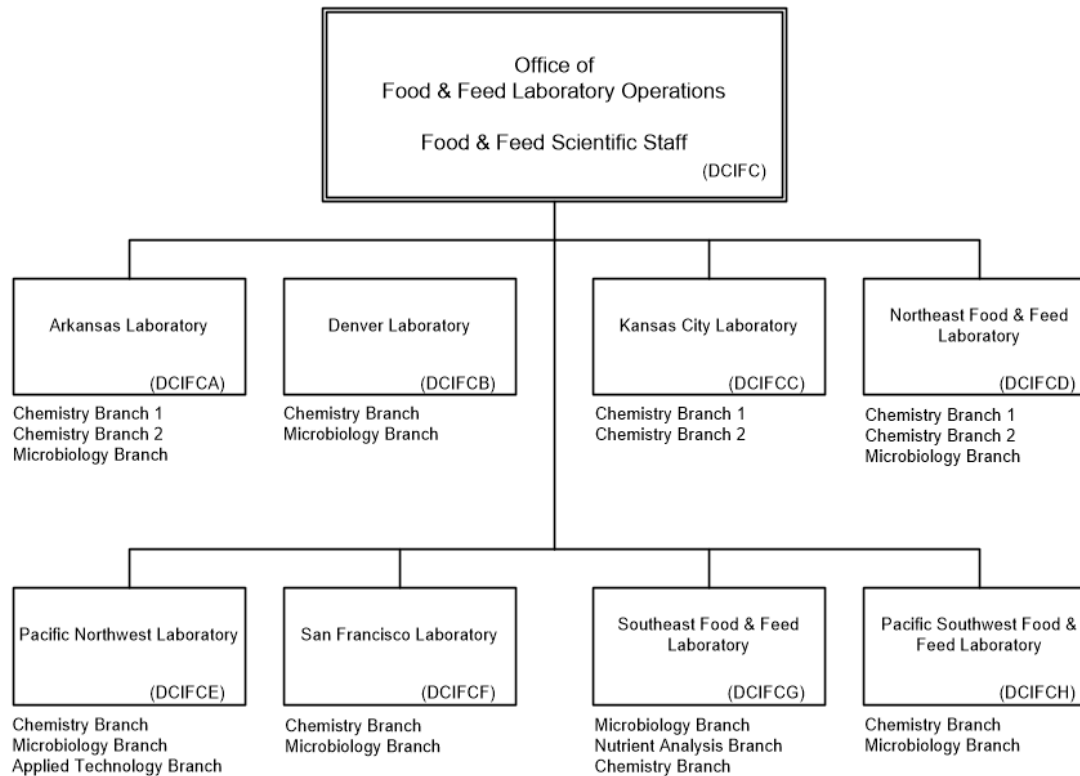 Office of
Food & Feed Laboratory Operations
Food & Feed Scientific Staff
(DCIFC)
Arkansas Laboratory
(DCIFCA)
Chemistry Branch 1
Chemistry Branch 2
Microbiology Branch
Denver Laboratory
(DCIFCB)
Chemistry Branch
Microbiology Branch
Kansas City Laboratory
(DCIFCC)
Chemistry Branch 1
Chemistry Branch 2
Northeast Food & Feed
Laboratory
(DCIFCD)
Chemistry Branch 1
Chemistry Branch 2
Microbiology Branch
Pacific Northwest Laboratory
(DCIFCE)
Chemistry Branch
Microbiology Branch
Applied Technology Branch
San Francisco Laboratory
(DCIFCF)
Chemistry Branch
Microbiology Branch
Southeast Food & Feed
Laboratory
(DCIFCG)
Microbiology Branch
Nutrient Analysis Branch
Chemistry Branch
Pacific Southwest Food &
Feed Laboratory
(DCIFCH)
Chemistry Branch
Microbiology Branch